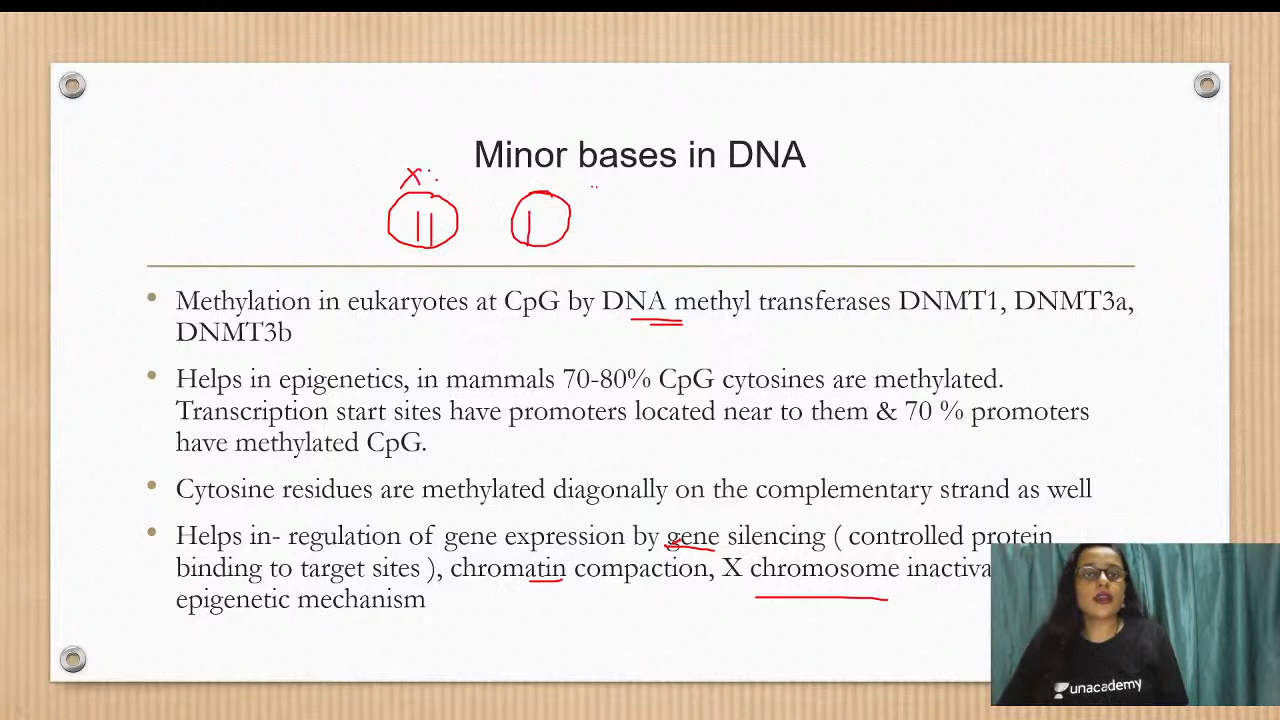 Minor bases in DNA
X
Methylation in eukaryotes at CpG by DNA methyl transferases DNMT1, DNMT3a,
DNMT3b
Helps in epigenetics, in mammals 70-80% CpG cytosines are methylated.
Transcription start sites have promoters located near to them & 70 % promoters
have methylated CpG.
Cytosine residues are methylated diagonally on the complementary strand as well
Helps in- regulation of gene expression by gene silencing ( controlled protein
binding to target sites ), chromatin compaction, X chromosome inactiva
epigenetic mechanism
unacademy